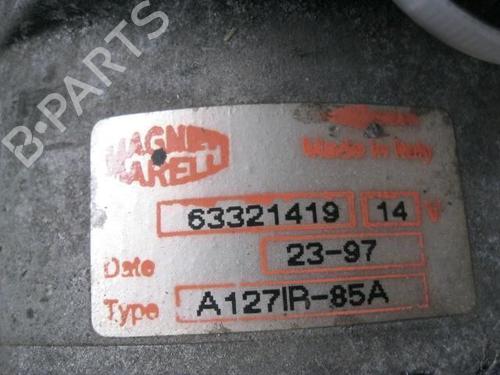 B-PARTS
MAGNETI
MARELLI
Made in Italy
63321419 14 V
Date 23-97
Type A127IR-85A